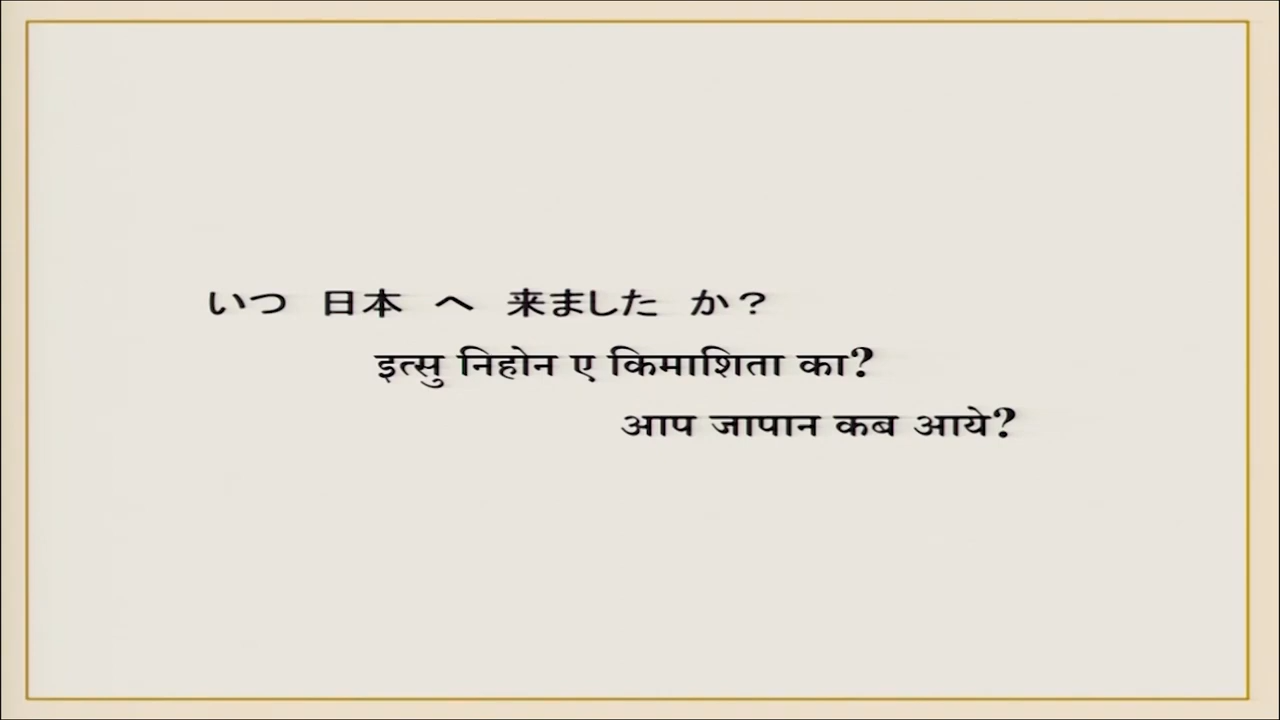 いつ 日本 へ 来ました か？
इत्सु निहोन ए किमाशिता का?
आप जापान कब आये?